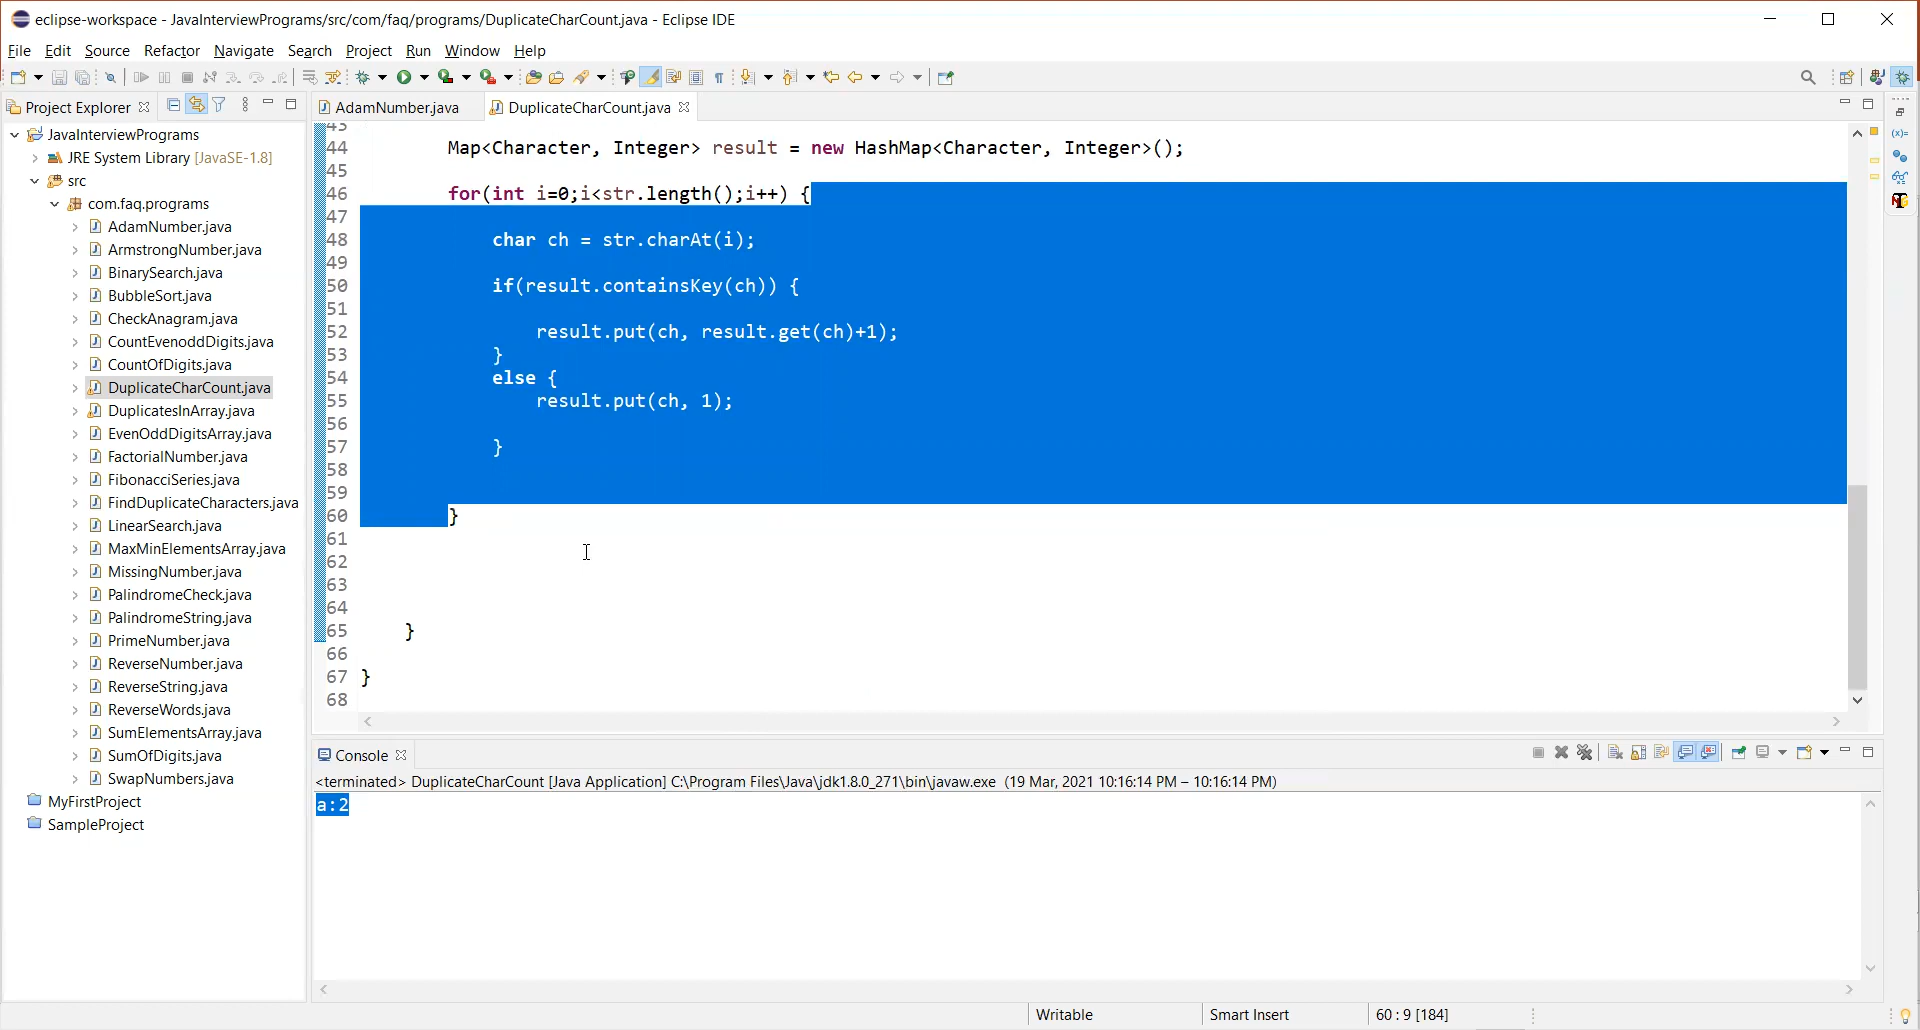 eclipse-workspace - JavaInterviewPrograms/src/com/faq/programs/DuplicateCharCount.java - Eclipse IDE
File Edit Source Refactor Navigate Search Project Run Window Help
Project Explorer
JavaInterviewPrograms
JRE System Library [JavaSE-1.8]
src
com.faq.programs
AdamNumber.java
ArmstrongNumber.java
BinarySearch.java
BubbleSort.java
CheckAnagram.java
CountEvenoddDigits.java
CountOfDigits.java
DuplicateCharCount.java
DuplicatesInArray.java
EvenOddDigitsArray.java
FactorialNumber.java
FibonacciSeries.java
FindDuplicateCharacters.java
LinearSearch.java
MaxMinElementsArray.java
MissingNumber.java
PalindromeCheck.java
PalindromeString.java
PrimeNumber.java
ReverseNumber.java
ReverseString.java
ReverseWords.java
SumElementsArray.java
SumOfDigits.java
SwapNumbers.java
MyFirstProject
SampleProject
AdamNumber.java DuplicateCharCount.java
43
44 Map<Character, Integer> result = new HashMap<Character, Integer>();
45
46 for(int i=0;i<str.length();i++) {
47
48 char ch = str.charAt(i);
49
50 if(result.containsKey(ch)) {
51
52 result.put(ch, result.get(ch)+1);
53 }
54 else {
55 result.put(ch, 1);
56
57 }
58
59
60 }
61
62
63
64
65 }
66
67 }
68
Console
<terminated> DuplicateCharCount [Java Application] C:\Program Files\Java\jdk1.8.0_271\bin\javaw.exe (19 Mar, 2021 10:16:14 PM – 10:16:14 PM)
a:2
Writable Smart Insert 60 : 9 [184]